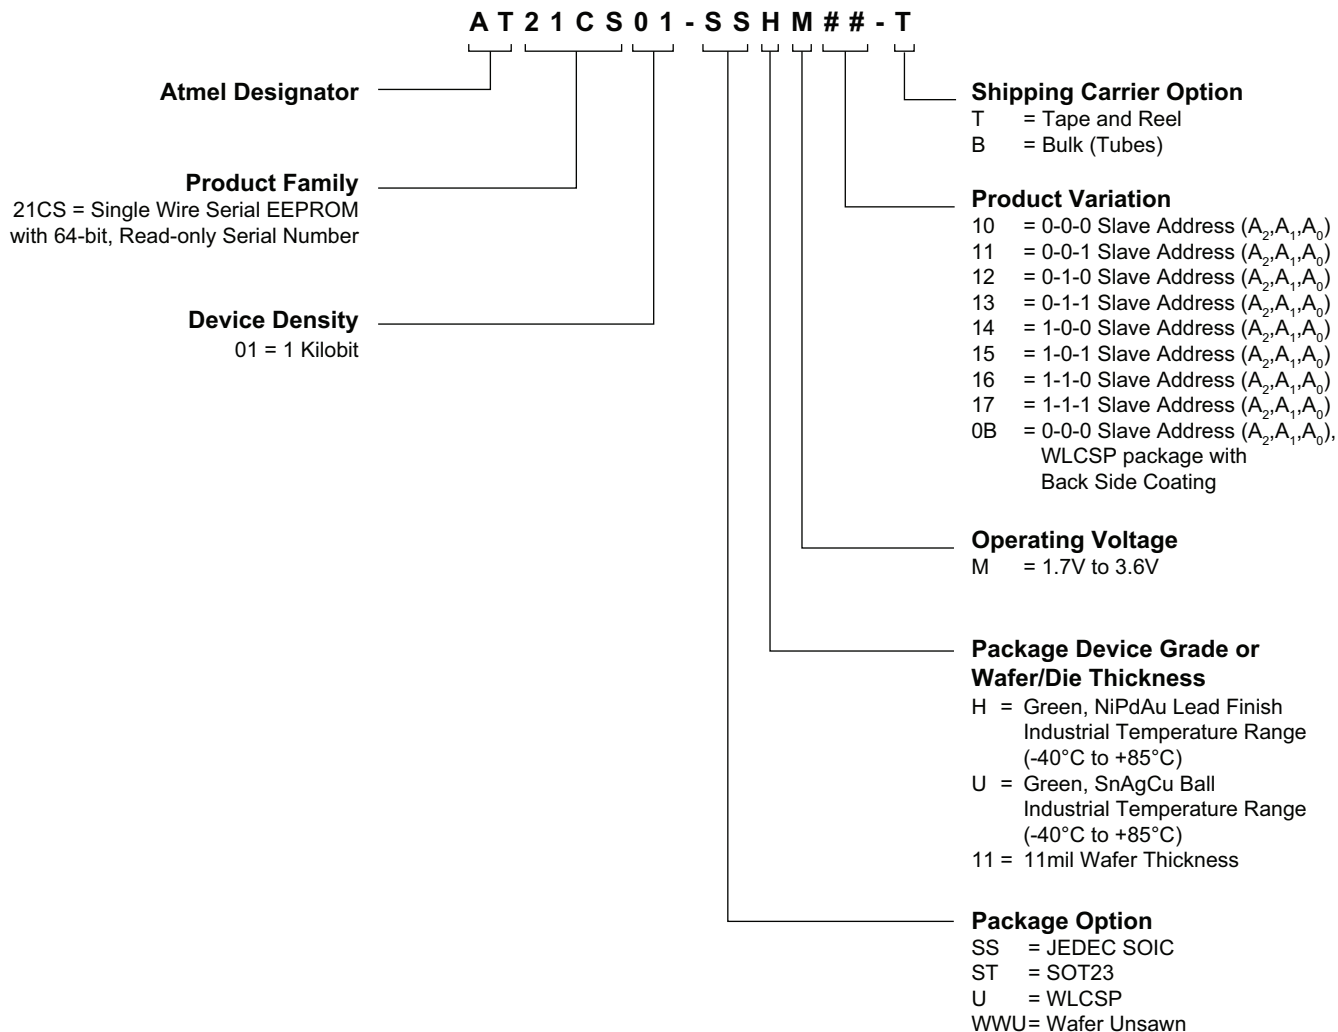 AT21CS01-SSHM##-T
Atmel Designator
Product Family
21CS = Single Wire Serial EEPROM
with 64-bit, Read-only Serial Number
Device Density
01 = 1 Kilobit
Shipping Carrier Option
T = Tape and Reel
B = Bulk (Tubes)
Product Variation
10 = 0-0-0 Slave Address (A2,A1,A0)
11 = 0-0-1 Slave Address (A2,A1,A0)
12 = 0-1-0 Slave Address (A2,A1,A0)
13 = 0-1-1 Slave Address (A2,A1,A0)
14 = 1-0-0 Slave Address (A2,A1,A0)
15 = 1-0-1 Slave Address (A2,A1,A0)
16 = 1-1-0 Slave Address (A2,A1,A0)
17 = 1-1-1 Slave Address (A2,A1,A0)
0B = 0-0-0 Slave Address (A2,A1,A0),
WLCSP package with
Back Side Coating
Operating Voltage
M = 1.7V to 3.6V
Package Device Grade or
Wafer/Die Thickness
H = Green, NiPdAu Lead Finish
Industrial Temperature Range
(-40°C to +85°C)
U = Green, SnAgCu Ball
Industrial Temperature Range
(-40°C to +85°C)
11 = 11mil Wafer Thickness
Package Option
SS = JEDEC SOIC
ST = SOT23
U = WLCSP
WWU= Wafer Unsawn